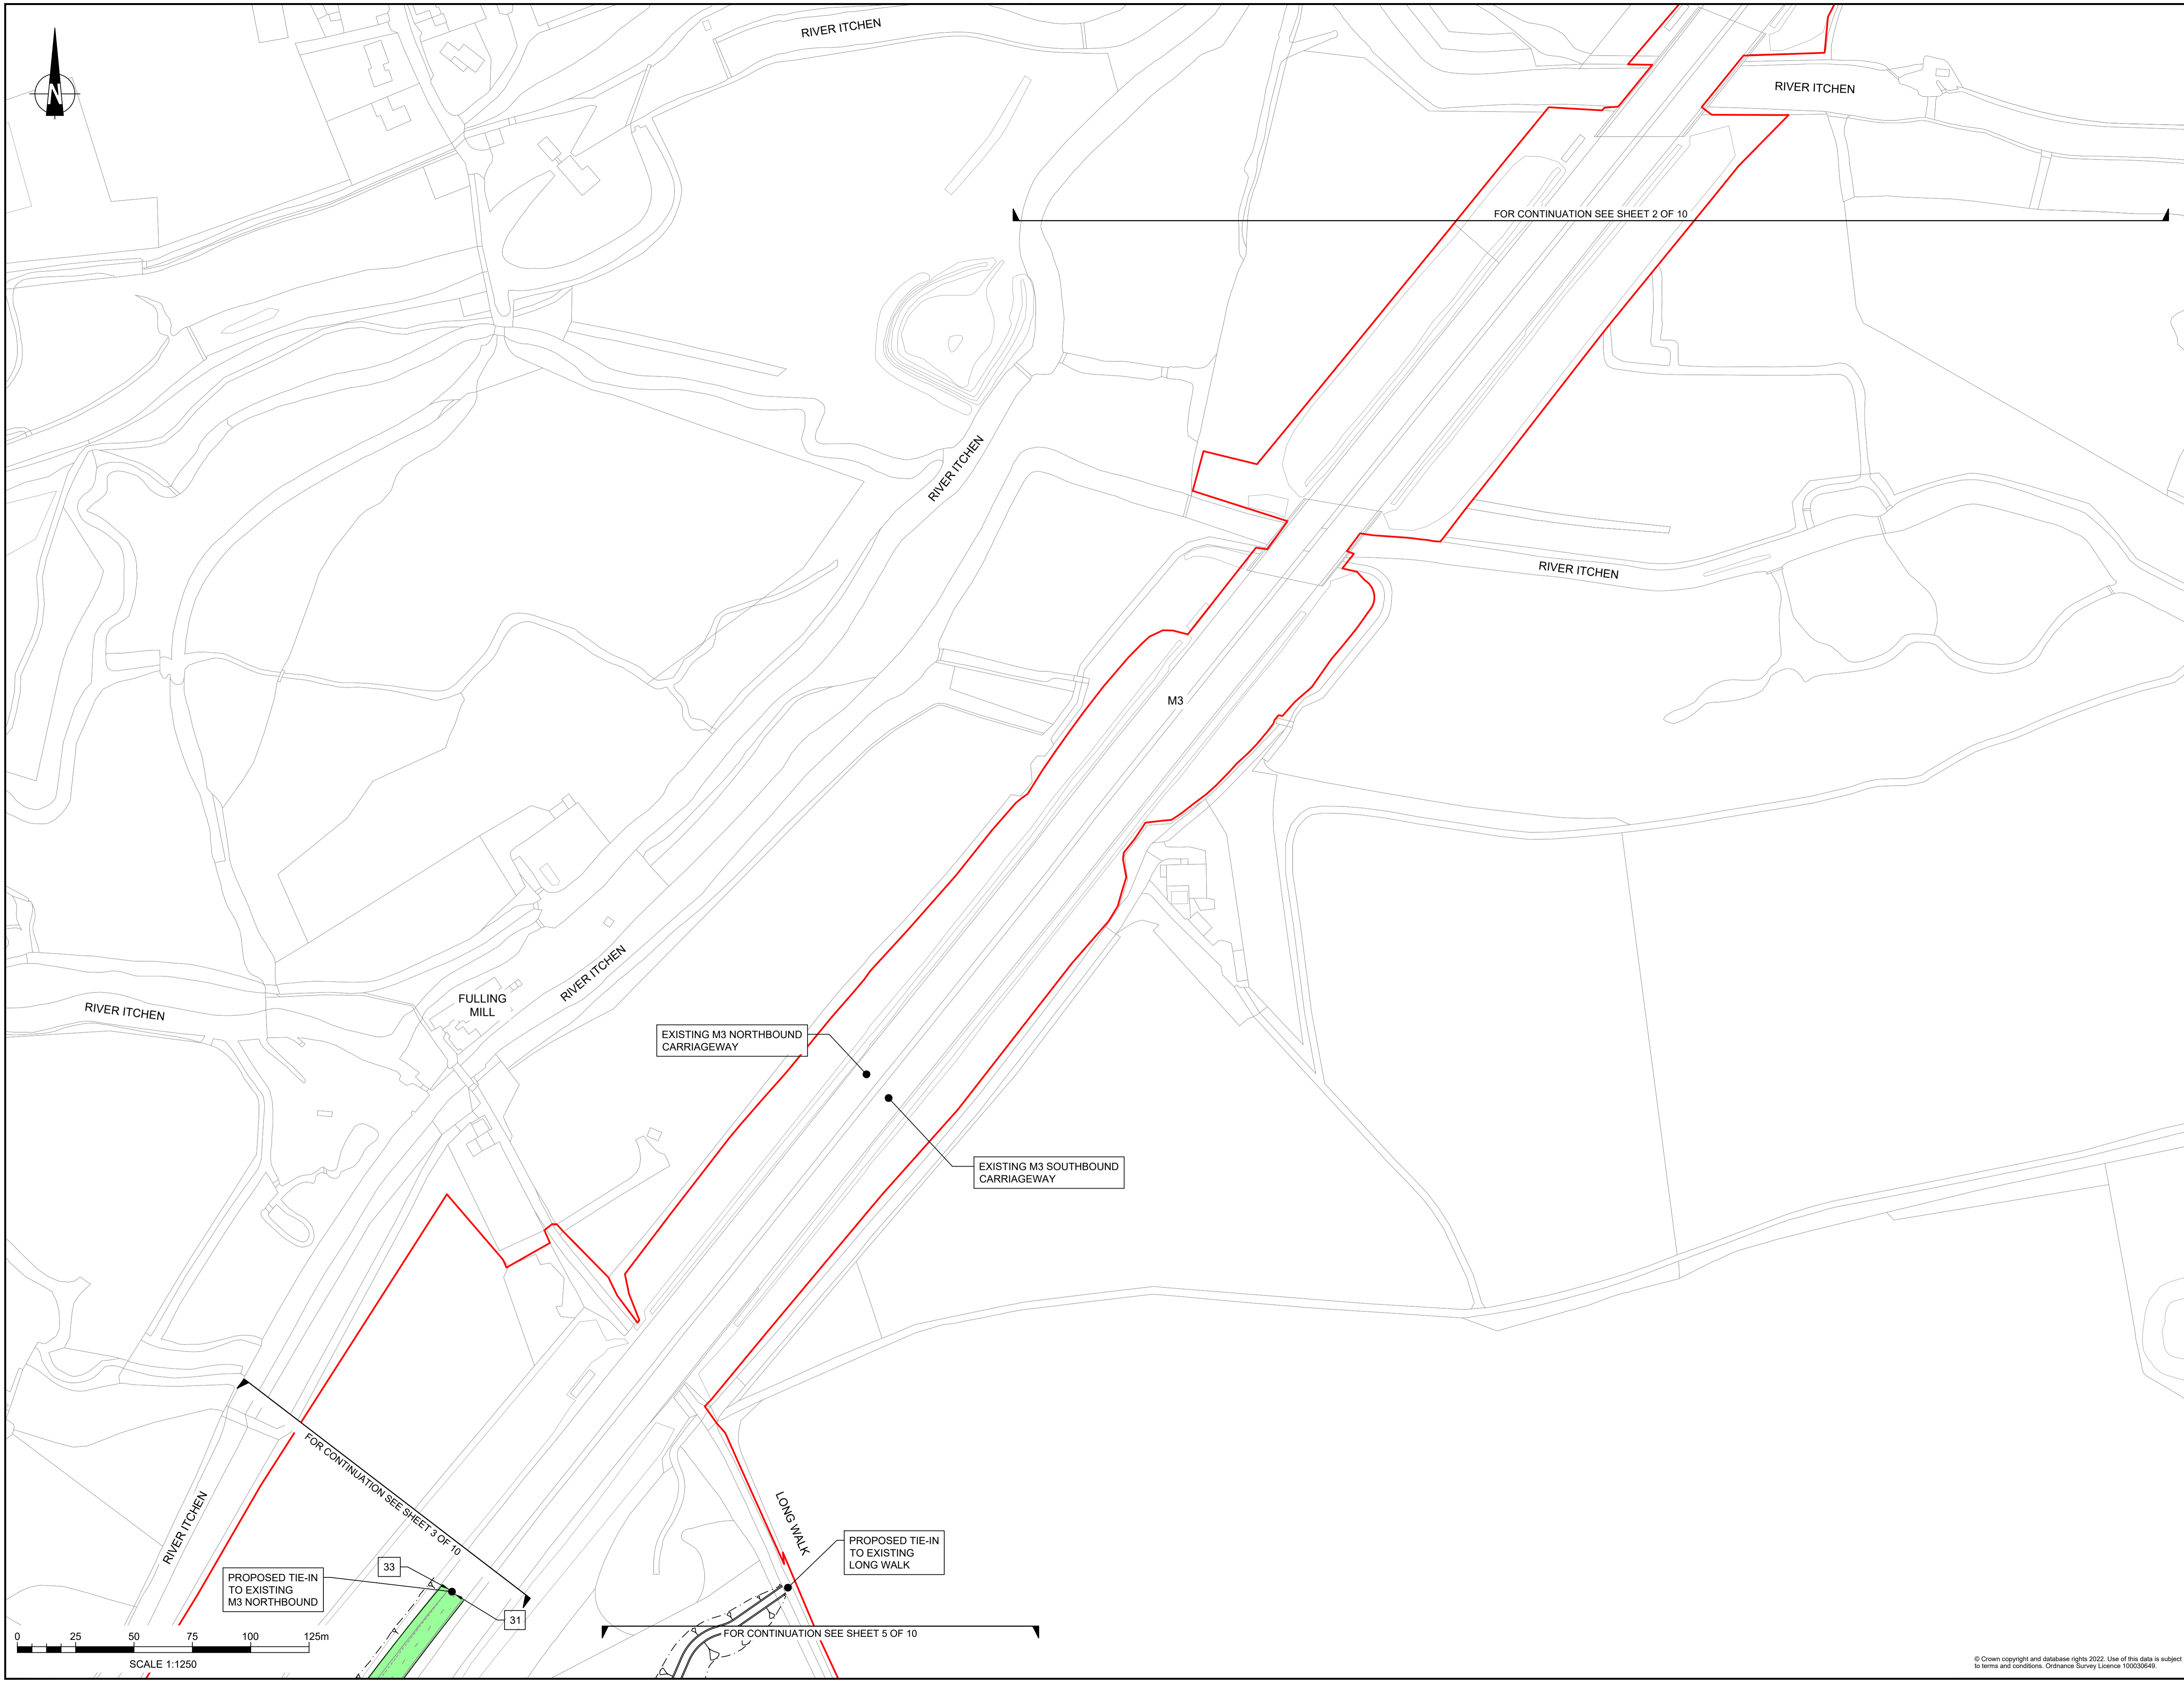 RIVER ITCHEN
N
RIVER ITCHEN
FOR CONTINUATION SEE SHEET 2 OF 10
RIVER ITCHEN
RIVER ITCHEN
M3
RIVER ITCHEN
FULLING
MILL
RIVER ITCHEN
EXISTING M3 NORTHBOUND
CARRIAGEWAY
EXISTING M3 SOUTHBOUND
CARRIAGEWAY
FOR CONTINUATION SEE SHEET 3 OF 10
RIVER ITCHEN
LONG WALK
PROPOSED TIE-IN
TO EXISTING
LONG WALK
33
PROPOSED TIE-IN
TO EXISTING
M3 NORTHBOUND
31
FOR CONTINUATION SEE SHEET 5 OF 10
0 25 50 75 100 125m
SCALE 1:1250
© Crown copyright and database rights 2022. Use of this data is subject
to terms and conditions. Ordnance Survey Licence 100030649.